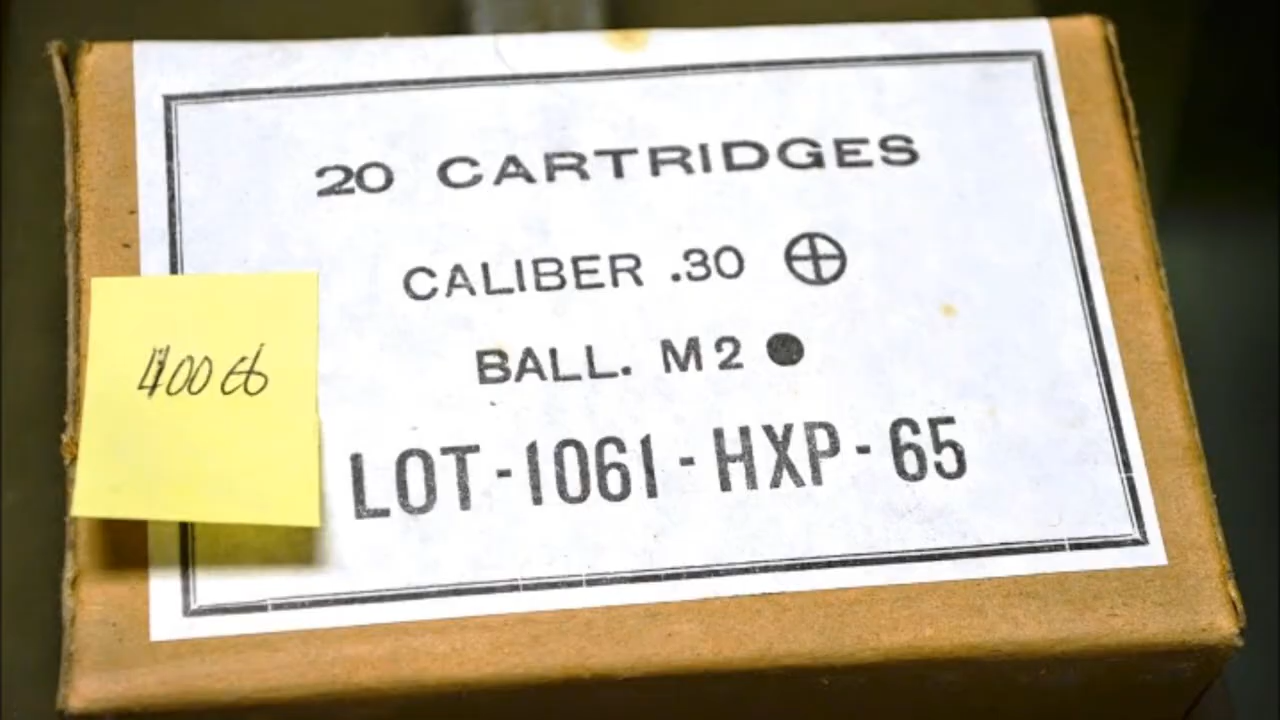 20 CARTRIDGES
CALIBER .30
BALL. M2
LOT-1061-HXP-65
400